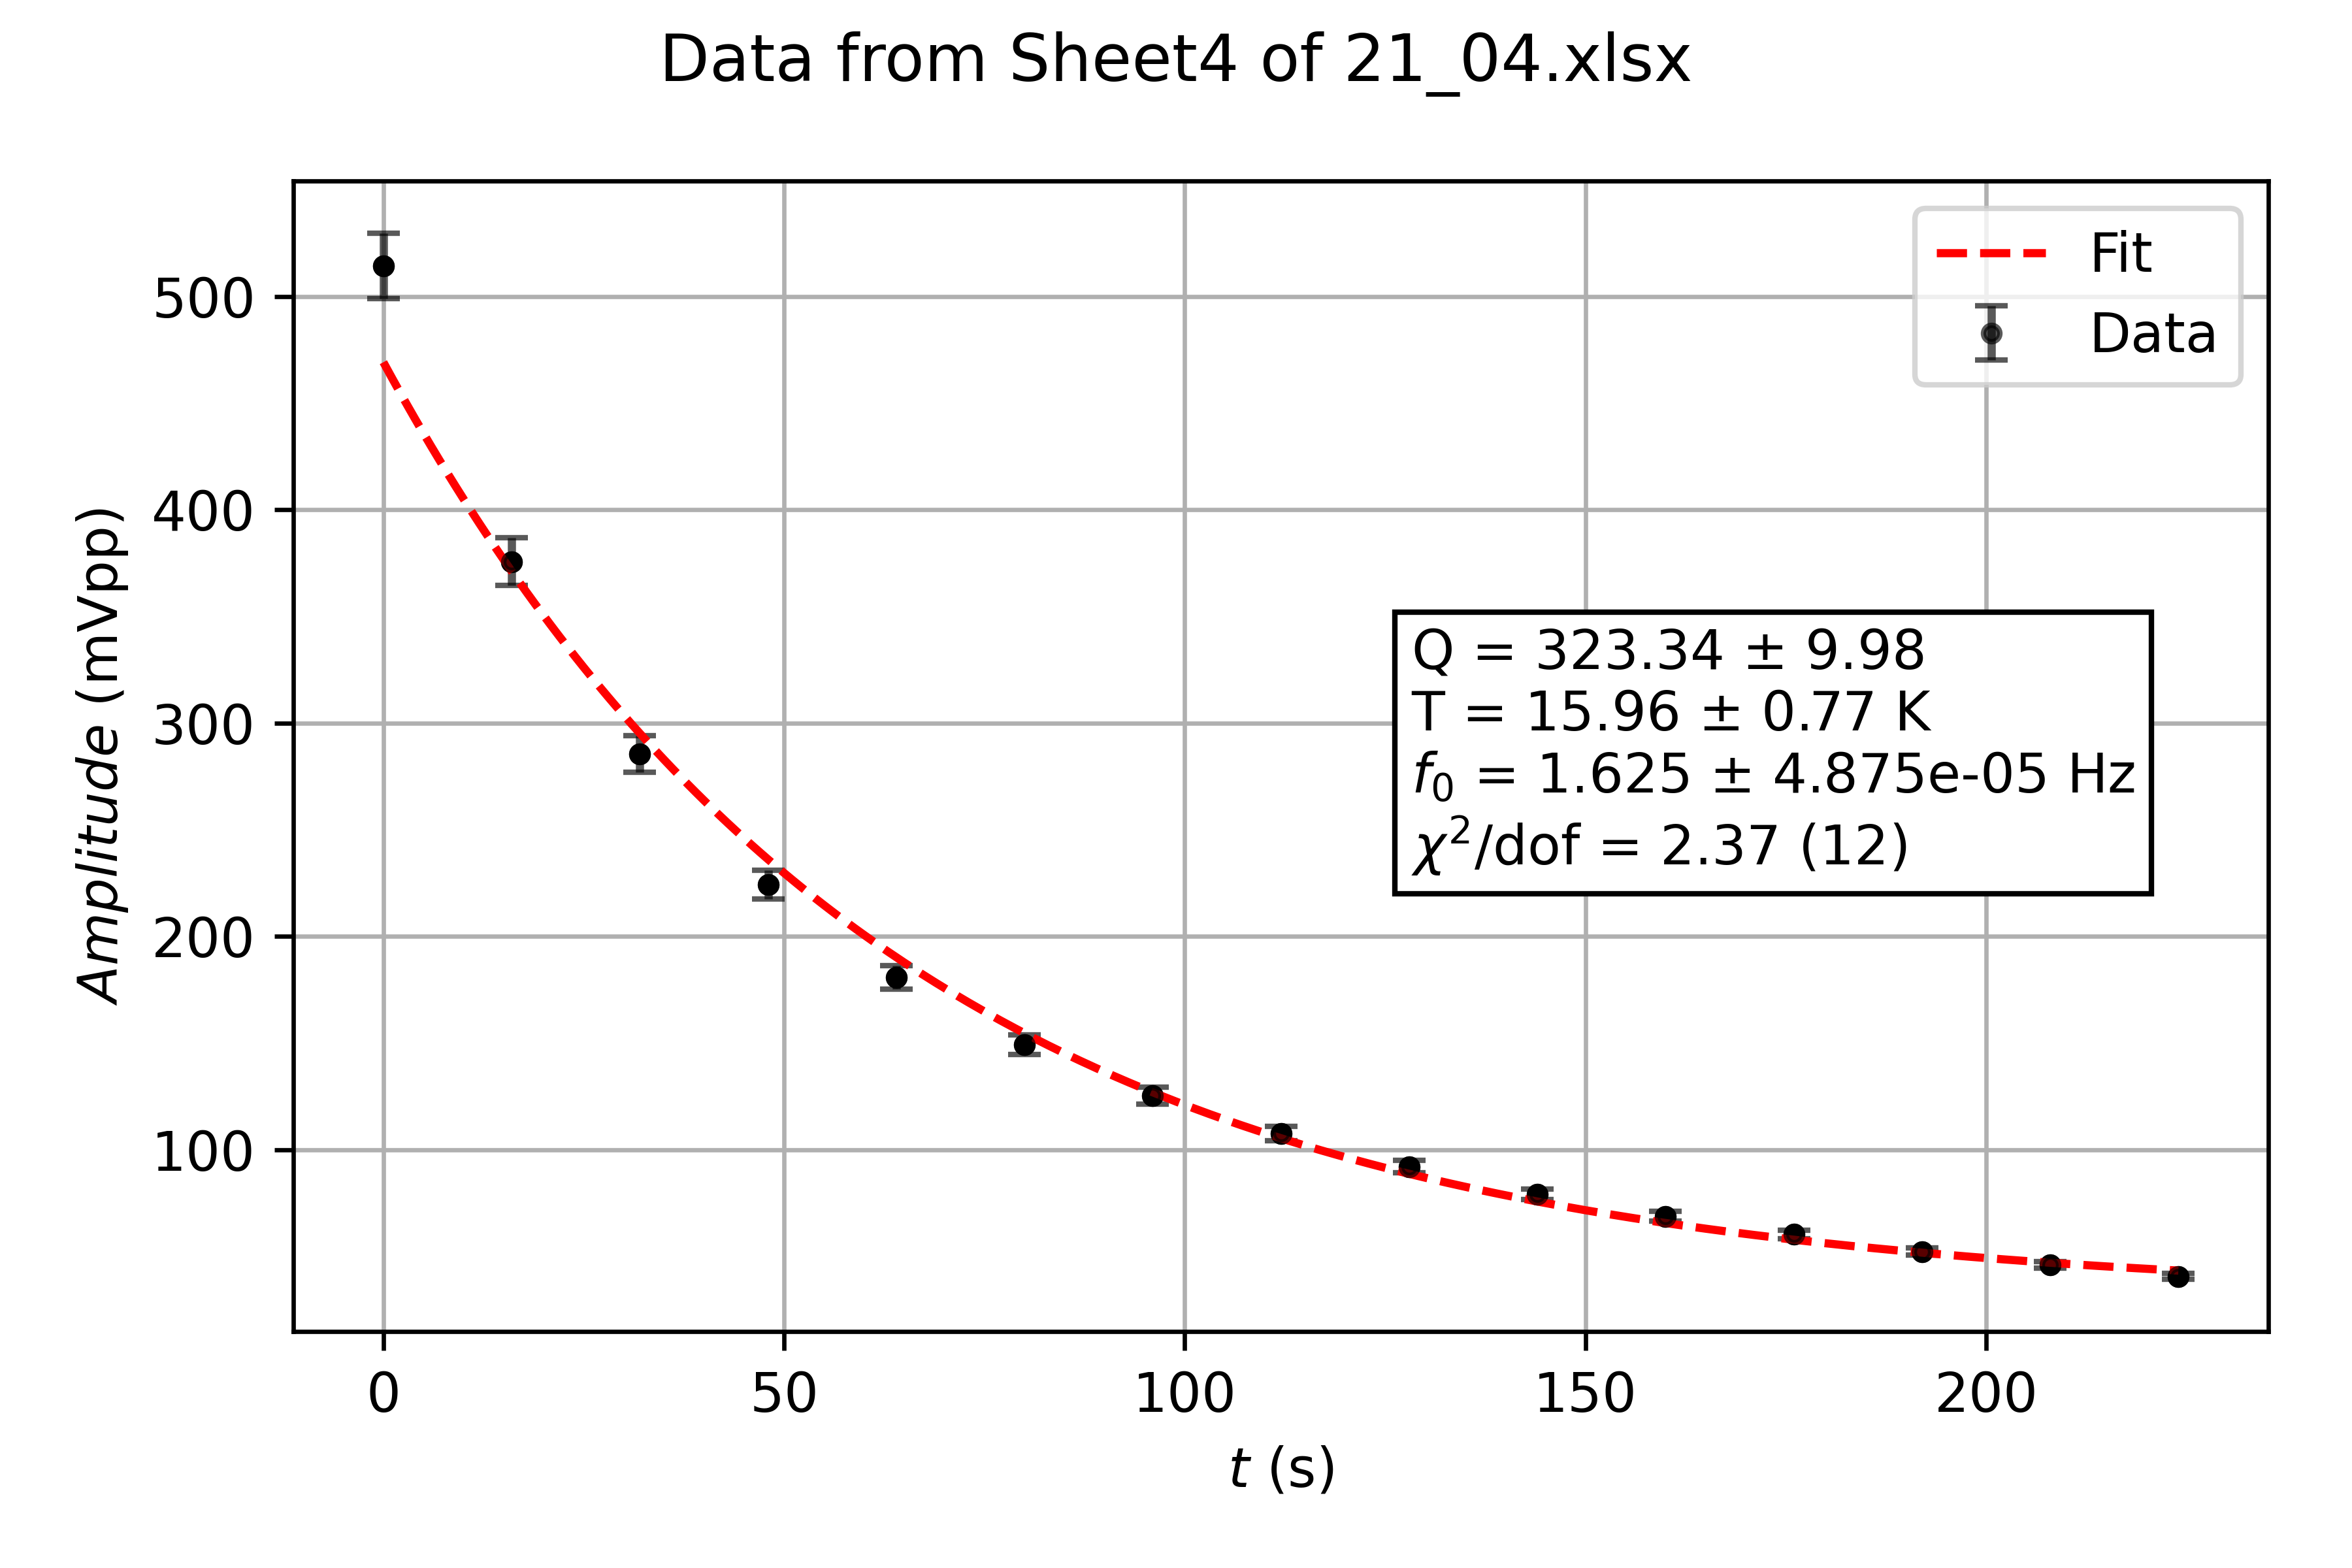 Data from Sheet4 of 21_04.xlsx
Fit
Data
Q = 323.34 ± 9.98
T = 15.96 ± 0.77 K
f₀ = 1.625 ± 4.875e-05 Hz
χ²/dof = 2.37 (12)
Amplitude (mVpp)
500
400
300
200
100
0 50 100 150 200
t (s)